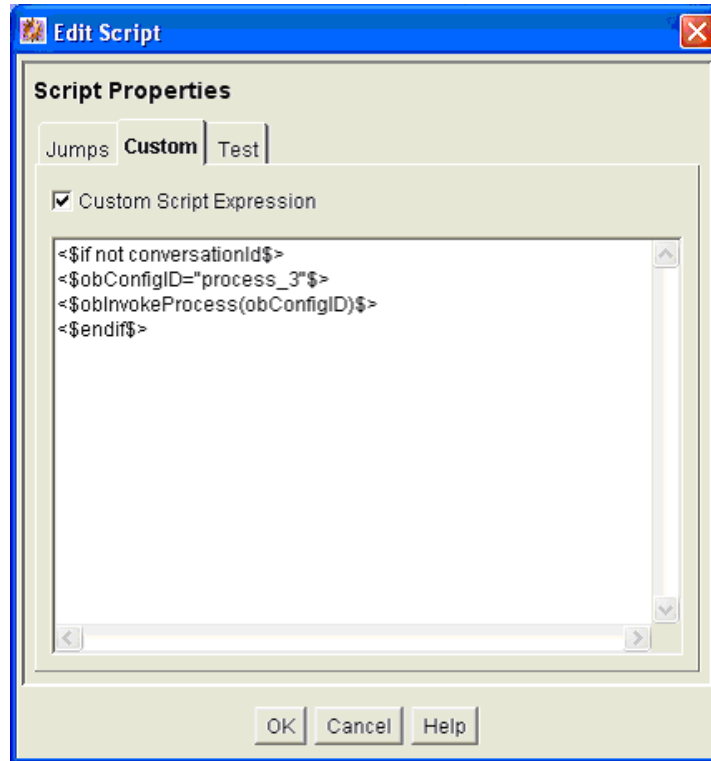 Edit Script
Script Properties
Jumps Custom Test
Custom Script Expression
<$if not conversationId$>
<$obConfigID="process_3"$>
<$obInvokeProcess(obConfigID)$>
<$endif$>
OK Cancel Help